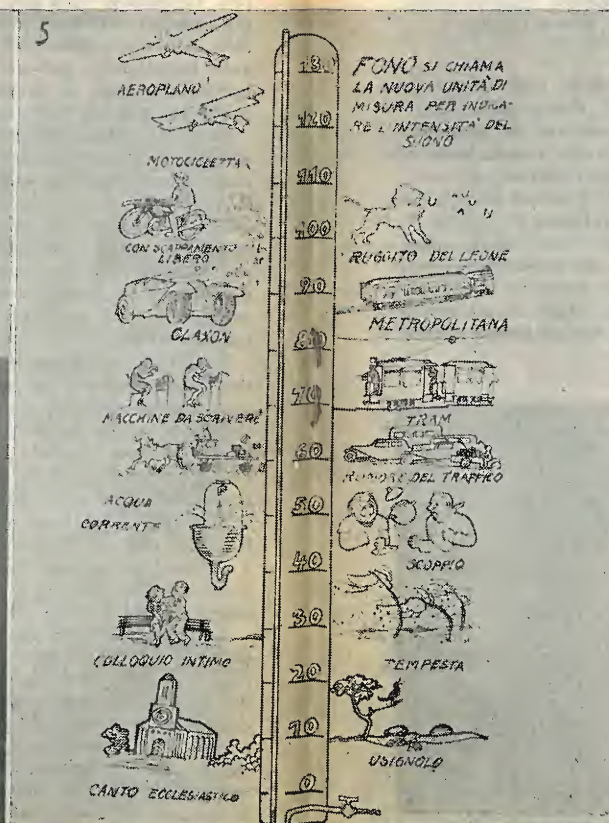 5
AEROPLANO
MOTOCICLETTA
CON SCAPPAMENTO
LIBERO
CLAXON
MACCHINE DA SCRIVERE
ACQUA
CORRENTE
COLLOQUIO INTIMO
CANTO ECCLESIASTICO
130
120
110
100
90
80
70
60
50
40
30
20
10
0
FONO SI CHIAMA
LA NUOVA UNITÀ DI
MISURA PER INDICA-
RE L'INTENSITÀ DEL
SUONO
U U U
RUGGITO DEL LEONE
METROPOLITANA
TRAM
RUMORE DEL TRAFFICO
SCOPPIO
TEMPESTA
USIGNOLO